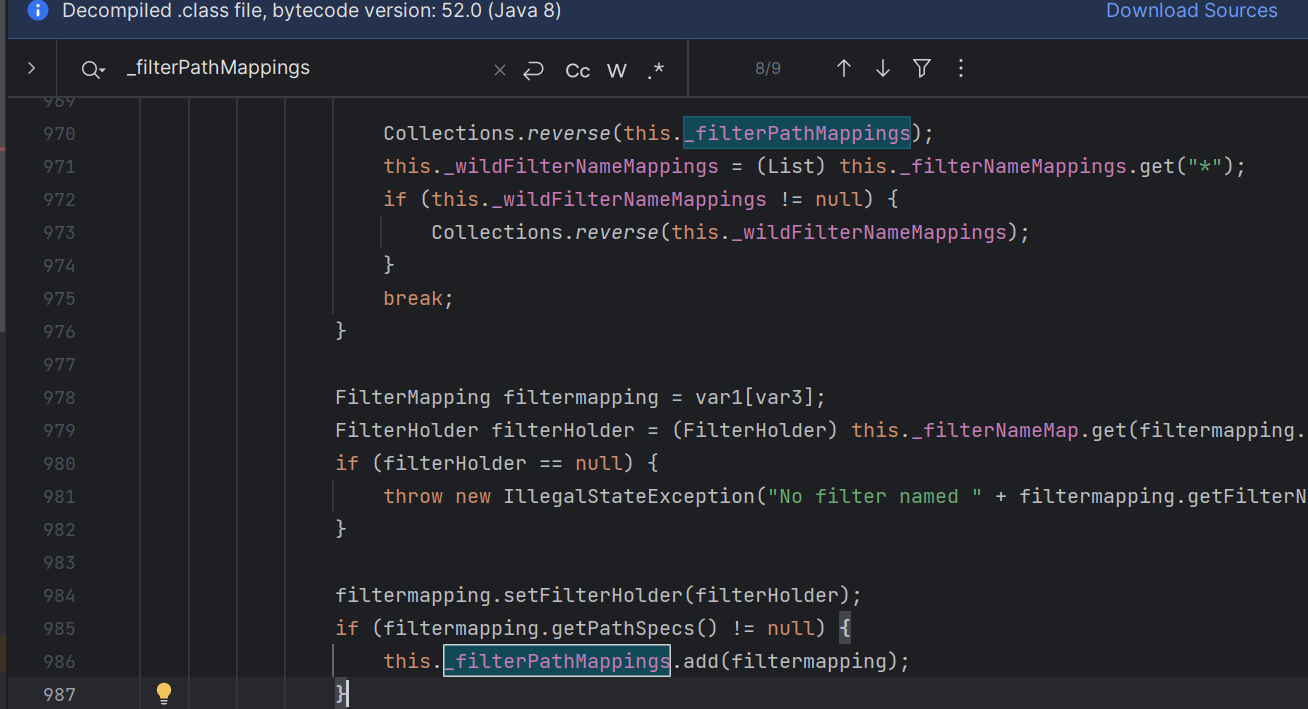 Decompiled .class file, bytecode version: 52.0 (Java 8) Download Sources
_filterPathMappings Cc W .* 8/9
969
970 Collections.reverse(this._filterPathMappings);
971 this._wildFilterNameMappings = (List) this._filterNameMappings.get("*");
972 if (this._wildFilterNameMappings != null) {
973 Collections.reverse(this._wildFilterNameMappings);
974 }
975 break;
976 }
977
978 FilterMapping filtermapping = var1[var3];
979 FilterHolder filterHolder = (FilterHolder) this._filterNameMap.get(filtermapping.
980 if (filterHolder == null) {
981 throw new IllegalStateException("No filter named " + filtermapping.getFilterN
982 }
983
984 filtermapping.setFilterHolder(filterHolder);
985 if (filtermapping.getPathSpecs() != null) {
986 this._filterPathMappings.add(filtermapping);
987 }